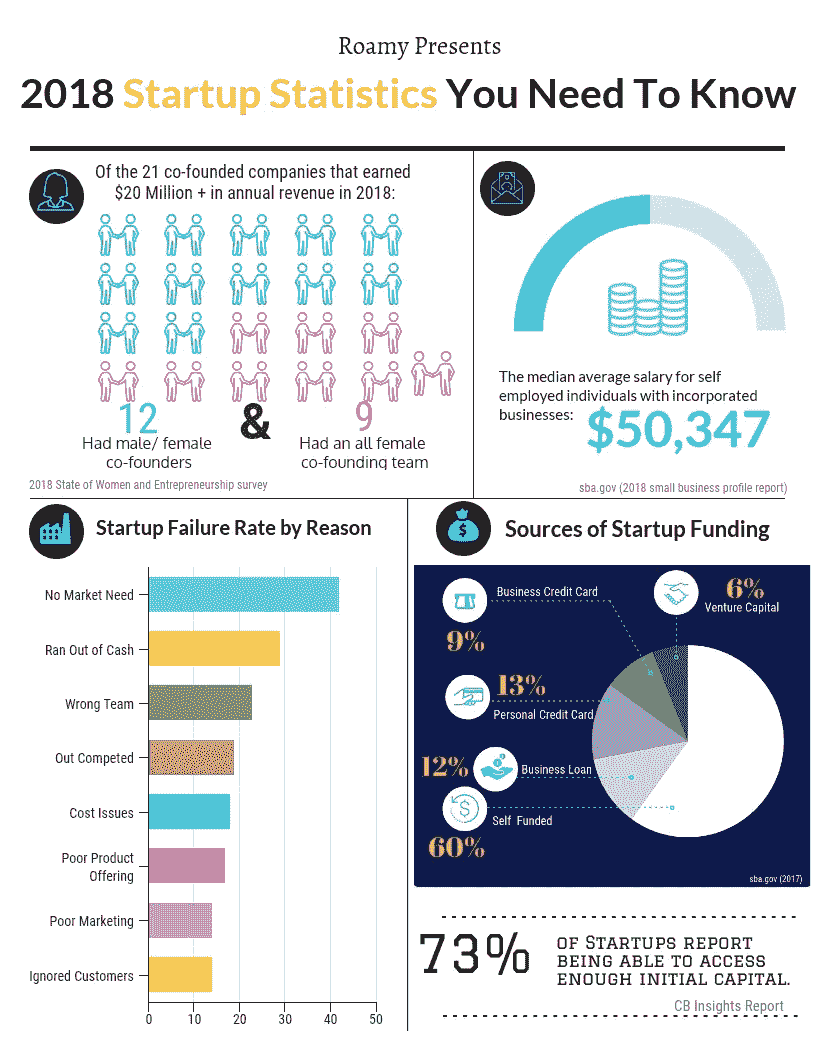 Roamy Presents
2018 Startup Statistics You Need To Know
Of the 21 co-founded companies that earned
$20 Million + in annual revenue in 2018:
12
Had male/ female
co-founders
&
9
Had an all female
co-founding team
2018 State of Women and Entrepreneurship survey
The median average salary for self
employed individuals with incorporated
businesses: $50,347
sba.gov (2018 small business profile report)
Startup Failure Rate by Reason
No Market Need
Ran Out of Cash
Wrong Team
Out Competed
Cost Issues
Poor Product
Offering
Poor Marketing
Ignored Customers
0 10 20 30 40 50
Sources of Startup Funding
Business Credit Card
9%
6%
Venture Capital
13%
Personal Credit Card
12%
Business Loan
Self Funded
60%
sba.gov (2017)
73%
OF STARTUPS REPORT
BEING ABLE TO ACCESS
ENOUGH INITIAL CAPITAL.
CB Insights Report